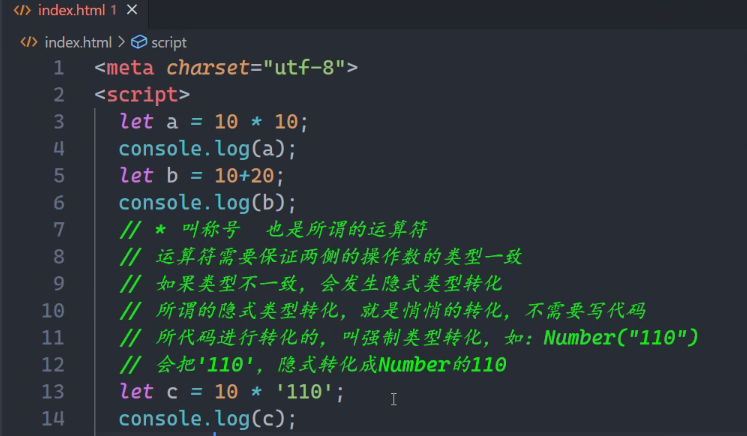 index.html 1 ×
index.html > script
1 <meta charset="utf-8">
2 <script>
3 let a = 10 * 10;
4 console.log(a);
5 let b = 10+20;
6 console.log(b);
7 // * 叫称号  也是所谓的运算符
8 // 运算符需要保证两侧的操作数的类型一致
9 // 如果类型不一致，会发生隐式类型转化
10 // 所谓的隐式类型转化，就是悄悄的转化，不需要写代码
11 // 所代码进行转化的，叫强制类型转化，如：Number("110")
12 // 会把'110'，隐式转化成Number的110
13 let c = 10 * '110';
14 console.log(c);